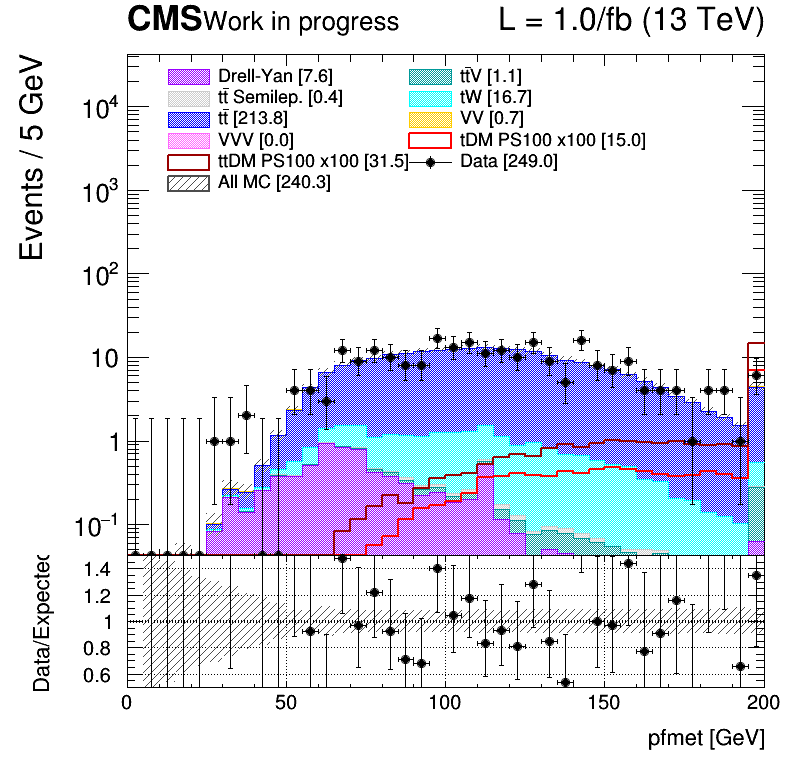 CMS Work in progress L = 1.0/fb (13 TeV)
Events / 5 GeV
Drell-Yan [7.6] tt̄V [1.1]
tt̄ Semilep. [0.4] tW [16.7]
tt̄ [213.8] VV [0.7]
VVV [0.0] tDM PS100 x100 [15.0]
ttDM PS100 x100 [31.5] Data [249.0]
All MC [240.3]
10⁴
10³
10²
10
1
10⁻¹
Data/Expected
1.4
1.2
1
0.8
0.6
0 50 100 150 200
pfmet [GeV]